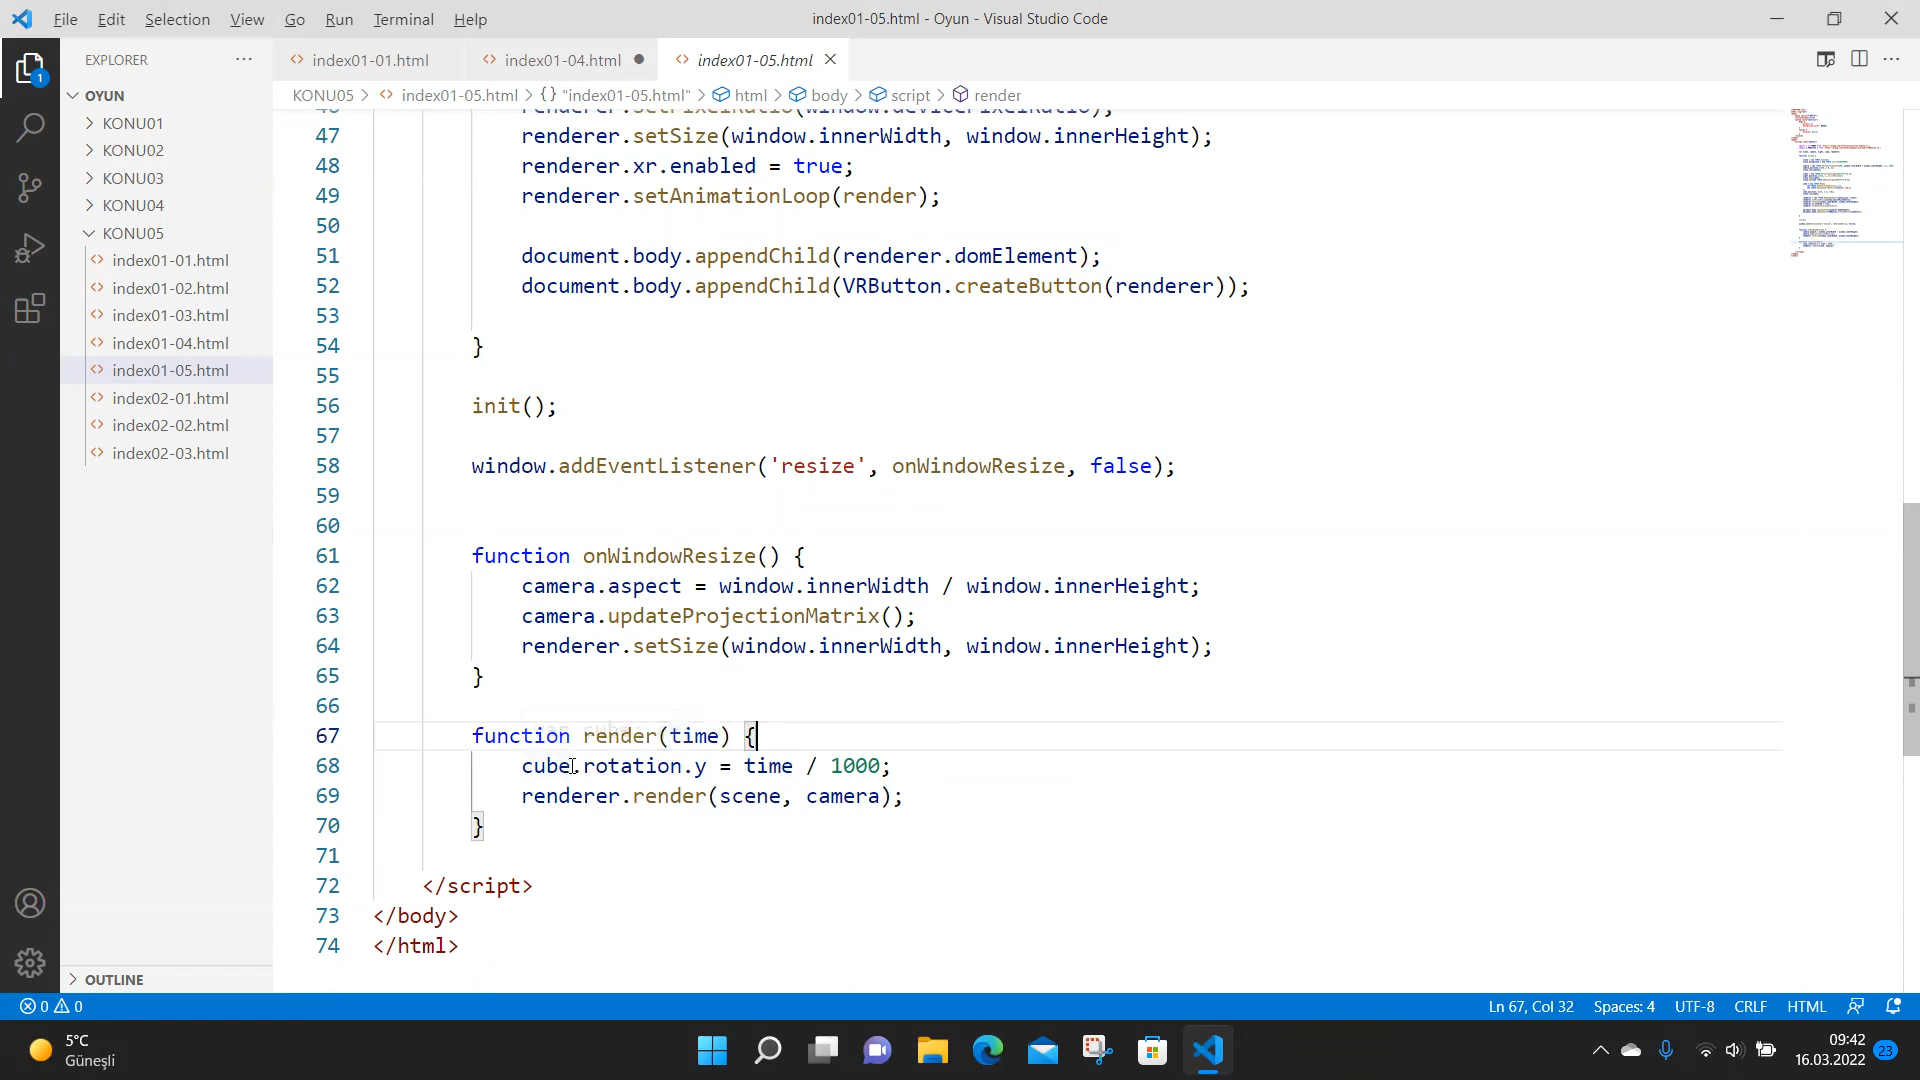 File Edit Selection View Go Run Terminal Help
index01-05.html - Oyun - Visual Studio Code
EXPLORER
index01-01.html
index01-04.html
index01-05.html
KONU05 > index01-05.html > {} "index01-05.html" > html > body > script > render
OYUN
KONU01
KONU02
KONU03
KONU04
KONU05
index01-01.html
index01-02.html
index01-03.html
index01-04.html
index01-05.html
index02-01.html
index02-02.html
index02-03.html
OUTLINE
1
46 renderer.setPixelRatio(window.devicePixelRatio);
47 renderer.setSize(window.innerWidth, window.innerHeight);
48 renderer.xr.enabled = true;
49 renderer.setAnimationLoop(render);
50
51 document.body.appendChild(renderer.domElement);
52 document.body.appendChild(VRButton.createButton(renderer));
53
54 }
55
56 init();
57
58 window.addEventListener('resize', onWindowResize, false);
59
60
61 function onWindowResize() {
62 camera.aspect = window.innerWidth / window.innerHeight;
63 camera.updateProjectionMatrix();
64 renderer.setSize(window.innerWidth, window.innerHeight);
65 }
66
67 function render(time) {
68 cube.rotation.y = time / 1000;
69 renderer.render(scene, camera);
70 }
71
72 </script>
73 </body>
74 </html>
0 0
Ln 67, Col 32 Spaces: 4 UTF-8 CRLF HTML
5°C
Güneşli
09:42
16.03.2022
23